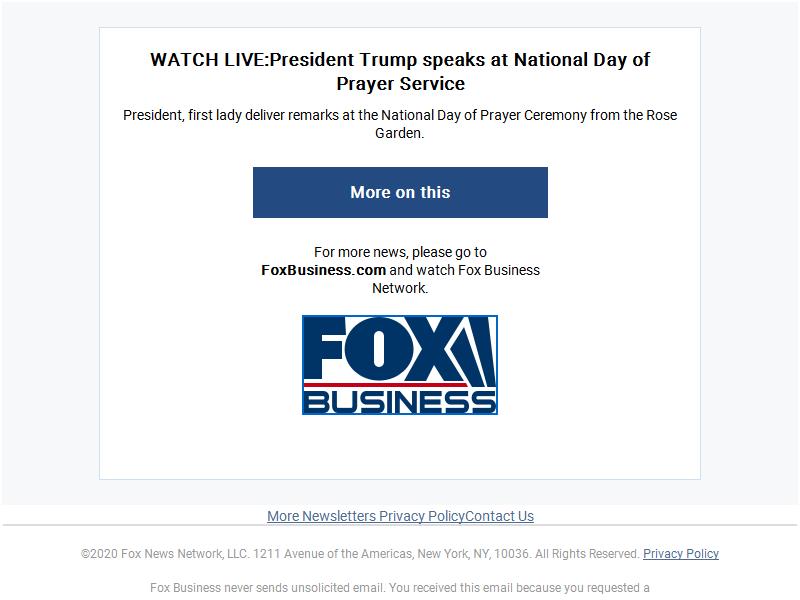 WATCH LIVE:President Trump speaks at National Day of
Prayer Service
President, first lady deliver remarks at the National Day of Prayer Ceremony from the Rose
Garden.
More on this
For more news, please go to
FoxBusiness.com and watch Fox Business
Network.
FOX
BUSINESS
More Newsletters Privacy PolicyContact Us
©2020 Fox News Network, LLC. 1211 Avenue of the Americas, New York, NY, 10036. All Rights Reserved. Privacy Policy
Fox Business never sends unsolicited email. You received this email because you requested a